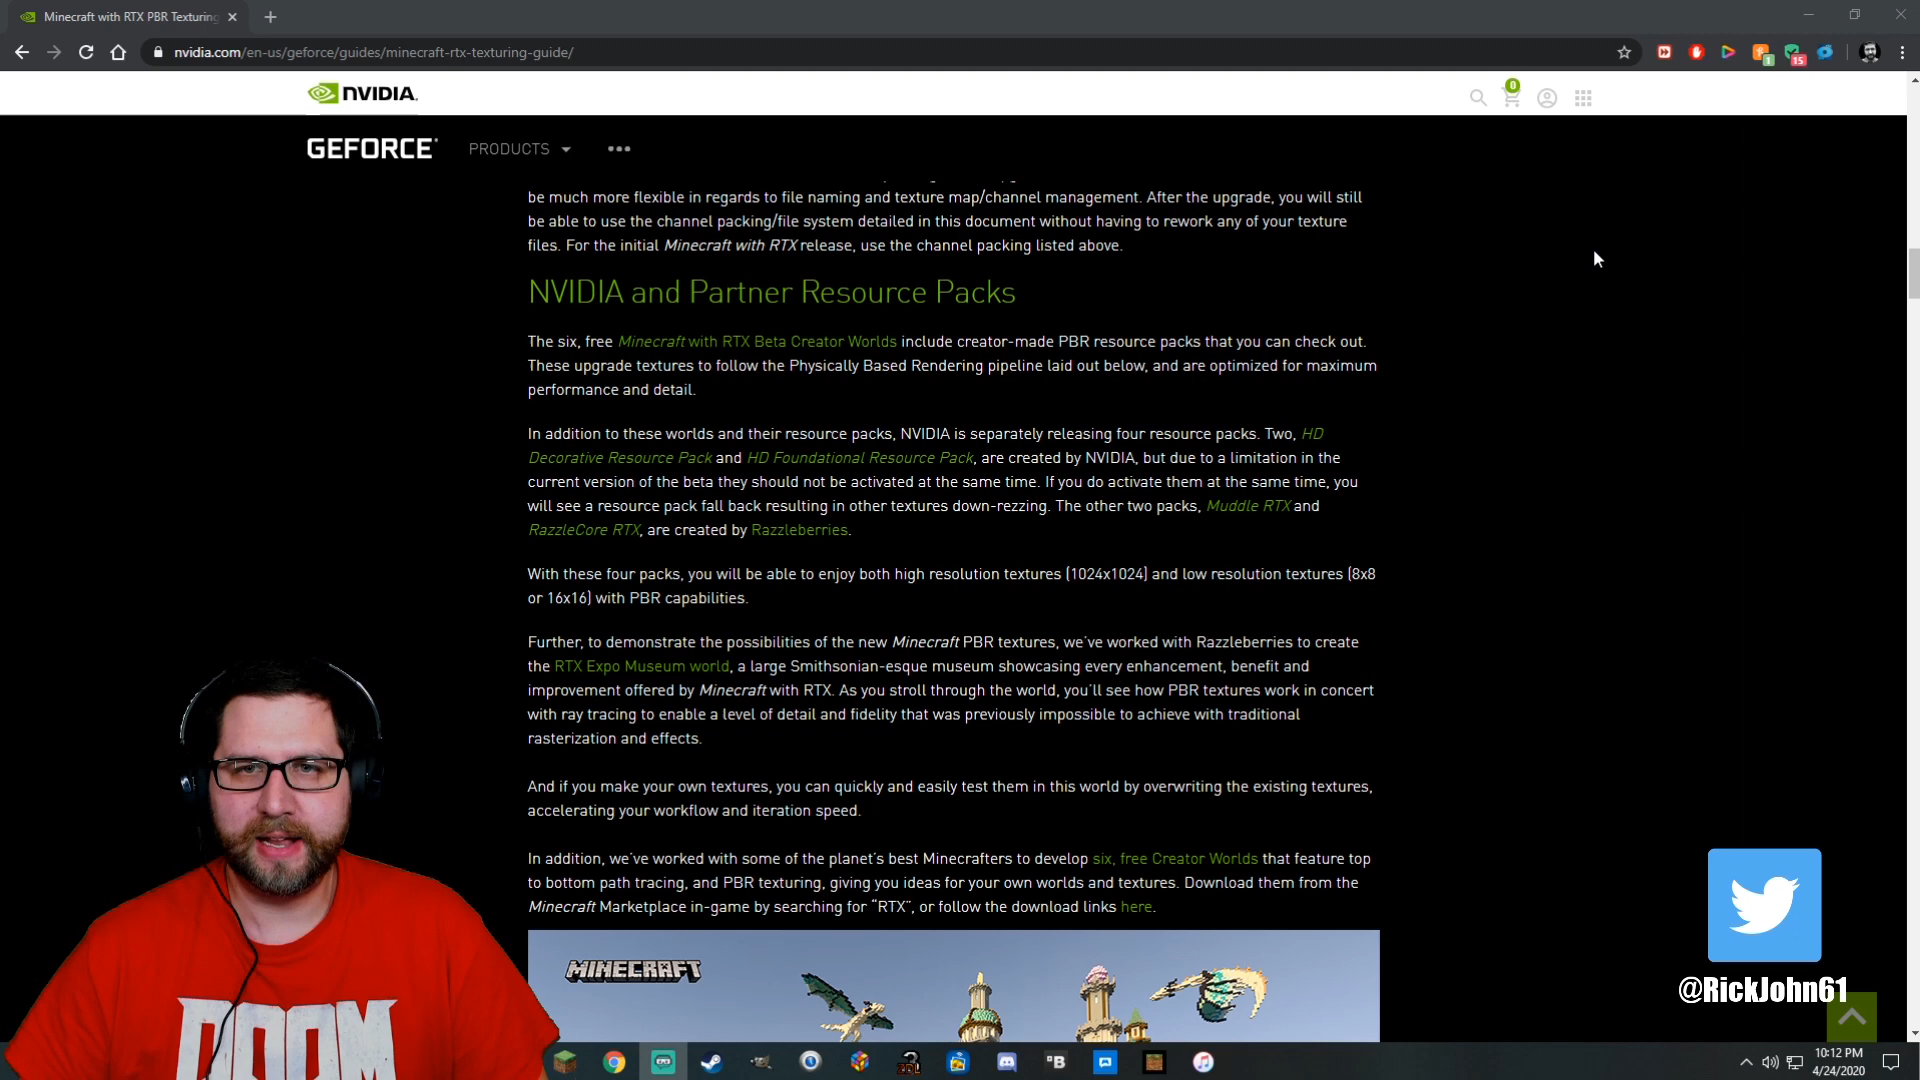 Minecraft with RTX PBR Texturing
nvidia.com/en-us/geforce/guides/minecraft-rtx-texturing-guide/
1
15
NVIDIA.
0
GEFORCE
PRODUCTS
be much more flexible in regards to file naming and texture map/channel management. After the upgrade, you will still
be able to use the channel packing/file system detailed in this document without having to rework any of your texture
files. For the initial Minecraft with RTX release, use the channel packing listed above.
NVIDIA and Partner Resource Packs
The six, free Minecraft with RTX Beta Creator Worlds include creator-made PBR resource packs that you can check out.
These upgrade textures to follow the Physically Based Rendering pipeline laid out below, and are optimized for maximum
performance and detail.
In addition to these worlds and their resource packs, NVIDIA is separately releasing four resource packs. Two, HD
Decorative Resource Pack and HD Foundational Resource Pack, are created by NVIDIA, but due to a limitation in the
current version of the beta they should not be activated at the same time. If you do activate them at the same time, you
will see a resource pack fall back resulting in other textures down-rezzing. The other two packs, Muddle RTX and
RazzleCore RTX, are created by Razzleberries.
With these four packs, you will be able to enjoy both high resolution textures (1024x1024) and low resolution textures (8x8
or 16x16) with PBR capabilities.
Further, to demonstrate the possibilities of the new Minecraft PBR textures, we've worked with Razzleberries to create
the RTX Expo Museum world, a large Smithsonian-esque museum showcasing every enhancement, benefit and
improvement offered by Minecraft with RTX. As you stroll through the world, you'll see how PBR textures work in concert
with ray tracing to enable a level of detail and fidelity that was previously impossible to achieve with traditional
rasterization and effects.
And if you make your own textures, you can quickly and easily test them in this world by overwriting the existing textures,
accelerating your workflow and iteration speed.
In addition, we've worked with some of the planet's best Minecrafters to develop six, free Creator Worlds that feature top
to bottom path tracing, and PBR texturing, giving you ideas for your own worlds and textures. Download them from the
Minecraft Marketplace in-game by searching for “RTX”, or follow the download links here.
MINECRAFT
@RickJohn61
DOOM
10:12 PM
4/24/2020